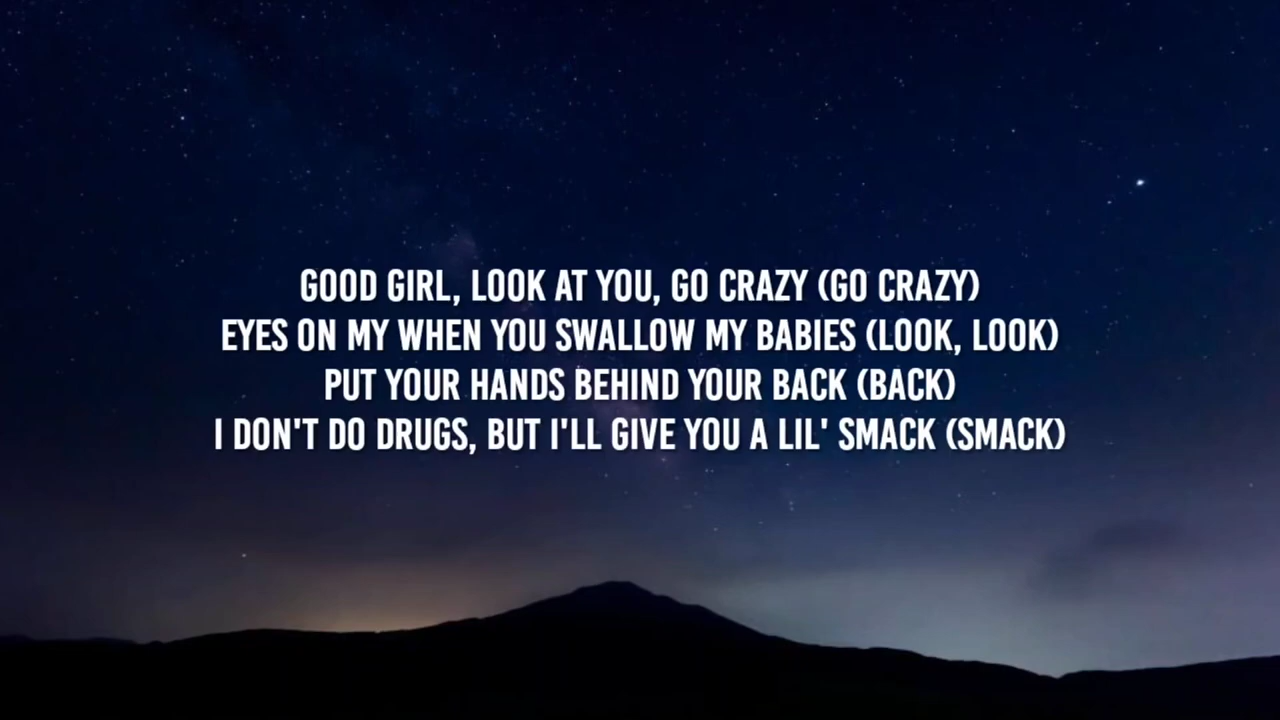 GOOD GIRL, LOOK AT YOU, GO CRAZY (GO CRAZY)
EYES ON MY WHEN YOU SWALLOW MY BABIES (LOOK, LOOK)
PUT YOUR HANDS BEHIND YOUR BACK (BACK)
I DON'T DO DRUGS, BUT I'LL GIVE YOU A LIL' SMACK (SMACK)